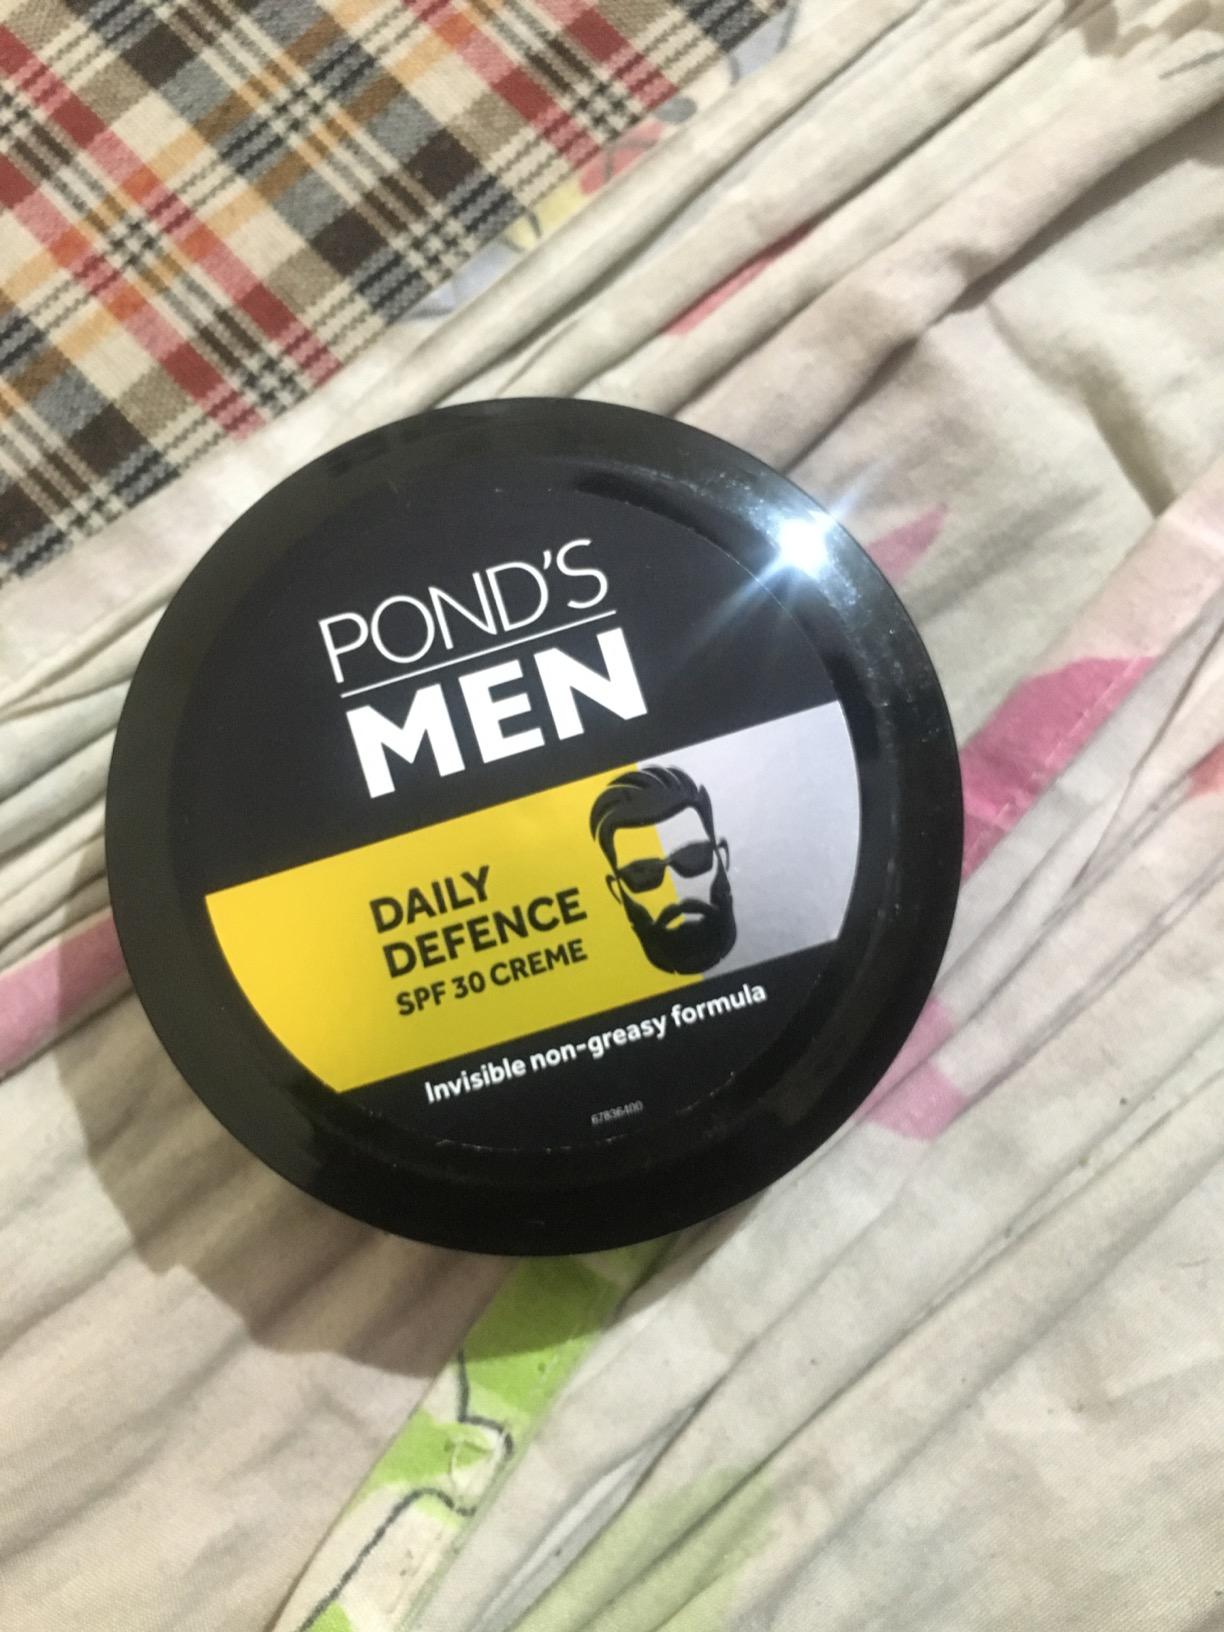 POND'S
MEN
DAILY
DEFENCE
SPF 30 CREME
Invisible non-greasy formula
67836400